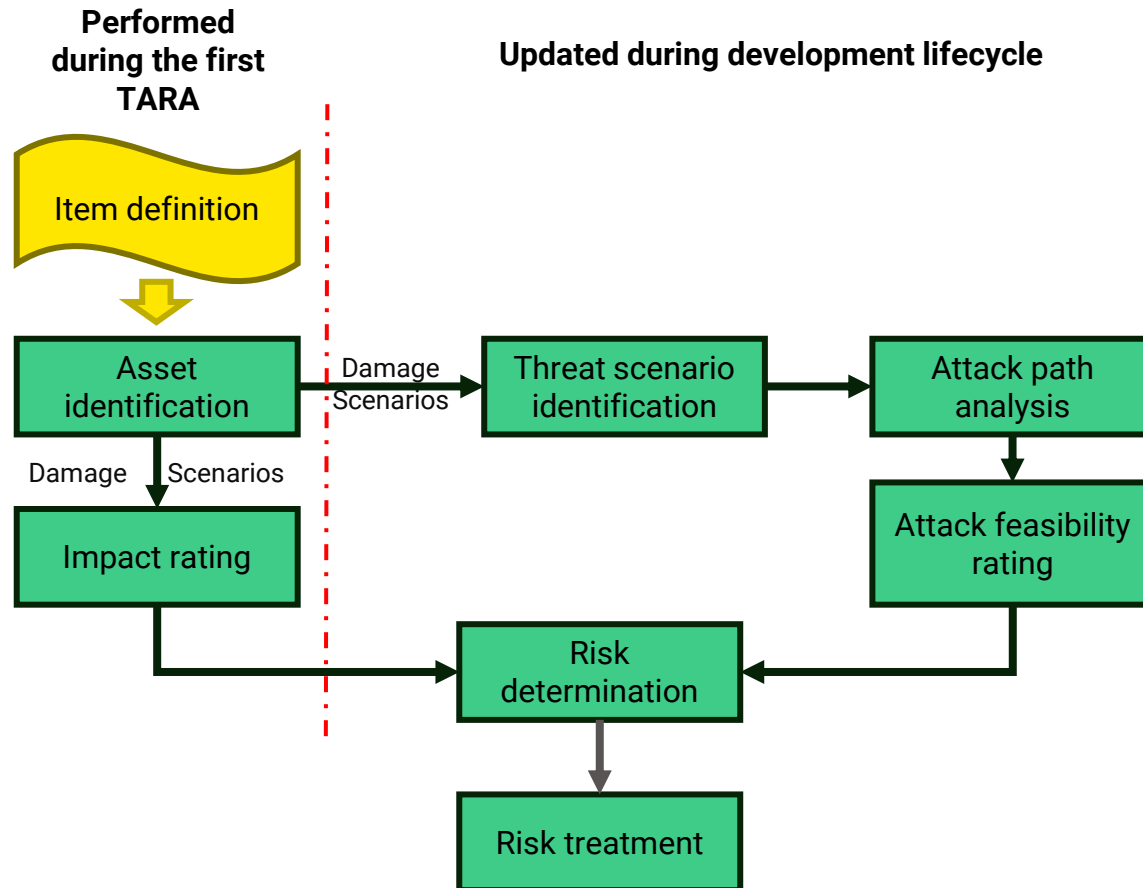 Performed
during the first
TARA
Updated during development lifecycle
Item definition
Asset
identification
Damage
Scenarios
Threat scenario
identification
Attack path
analysis
Damage Scenarios
Impact rating
Attack feasibility
rating
Risk
determination
Risk treatment